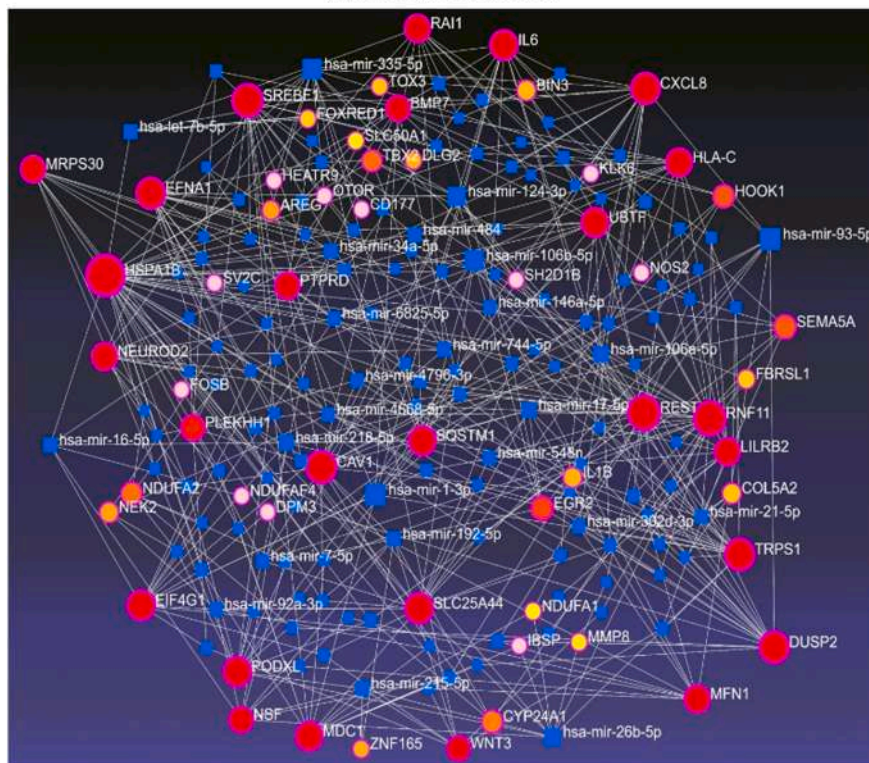 RAI1
IL6
hsa-mir-335-5p
TOX3
BIN3
CXCL8
SREBF1
BMP7
FOXRED1
hsa-let-7b-5p
SLC50A1
MRPS30
TBX2
DLG2
HLA-C
HEATR9
KLK6
EFNA1
OTOR
hsa-mir-124-3p
HOOK1
AREG
CD177
UBTF
hsa-mir-484
hsa-mir-93-5p
hsa-mir-34a-5p
hsa-mir-106b-5p
HSPA1B
SV2C
PTPRD
SH2D1B
NOS2
hsa-mir-146a-5p
hsa-mir-6825-5p
SEMA5A
NEUROD2
hsa-mir-744-5p
hsa-mir-106a-5p
FOSB
hsa-mir-4796-3p
FBRSL1
hsa-mir-4668-5p
hsa-mir-17-5p
REST
RNF11
PLEKHH1
hsa-mir-16-5p
hsa-mir-218-5p
SQSTM1
LILRB2
CAV1
hsa-mir-548n
IL1B
NDUFA2
NDUFAF4
hsa-mir-1-3p
COL5A2
NEK2
DPM3
EGR2
hsa-mir-21-5p
hsa-mir-302d-3p
hsa-mir-192-5p
TRPS1
hsa-mir-7-5p
EIF4G1
hsa-mir-92a-3p
SLC25A44
NDUFA1
IBSP
MMP8
DUSP2
PODXL
hsa-mir-215-5p
MFN1
NSF
CYP24A1
MDC1
ZNF165
WNT3
hsa-mir-26b-5p